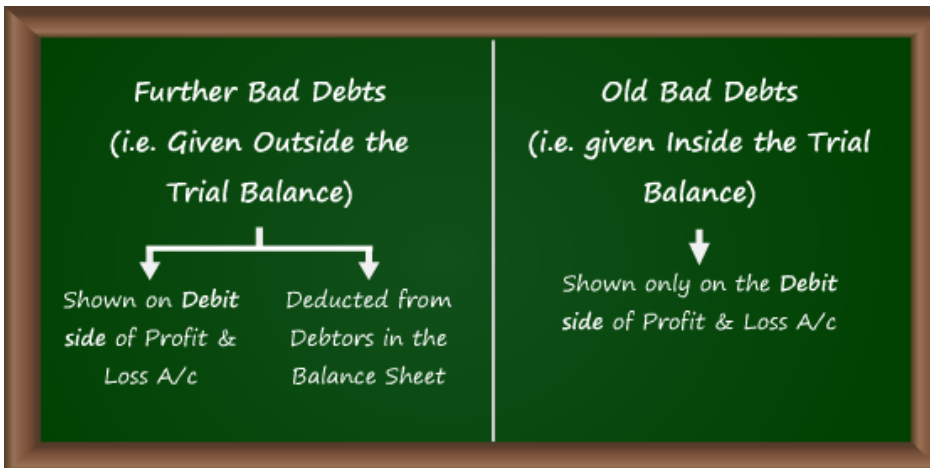 Further Bad Debts
(i.e. Given Outside the
Trial Balance)
Shown on Debit
side of Profit &
Loss A/c
Deducted from
Debtors in the
Balance Sheet
Old Bad Debts
(i.e. given Inside the Trial
Balance)
Shown only on the Debit
side of Profit & Loss A/c